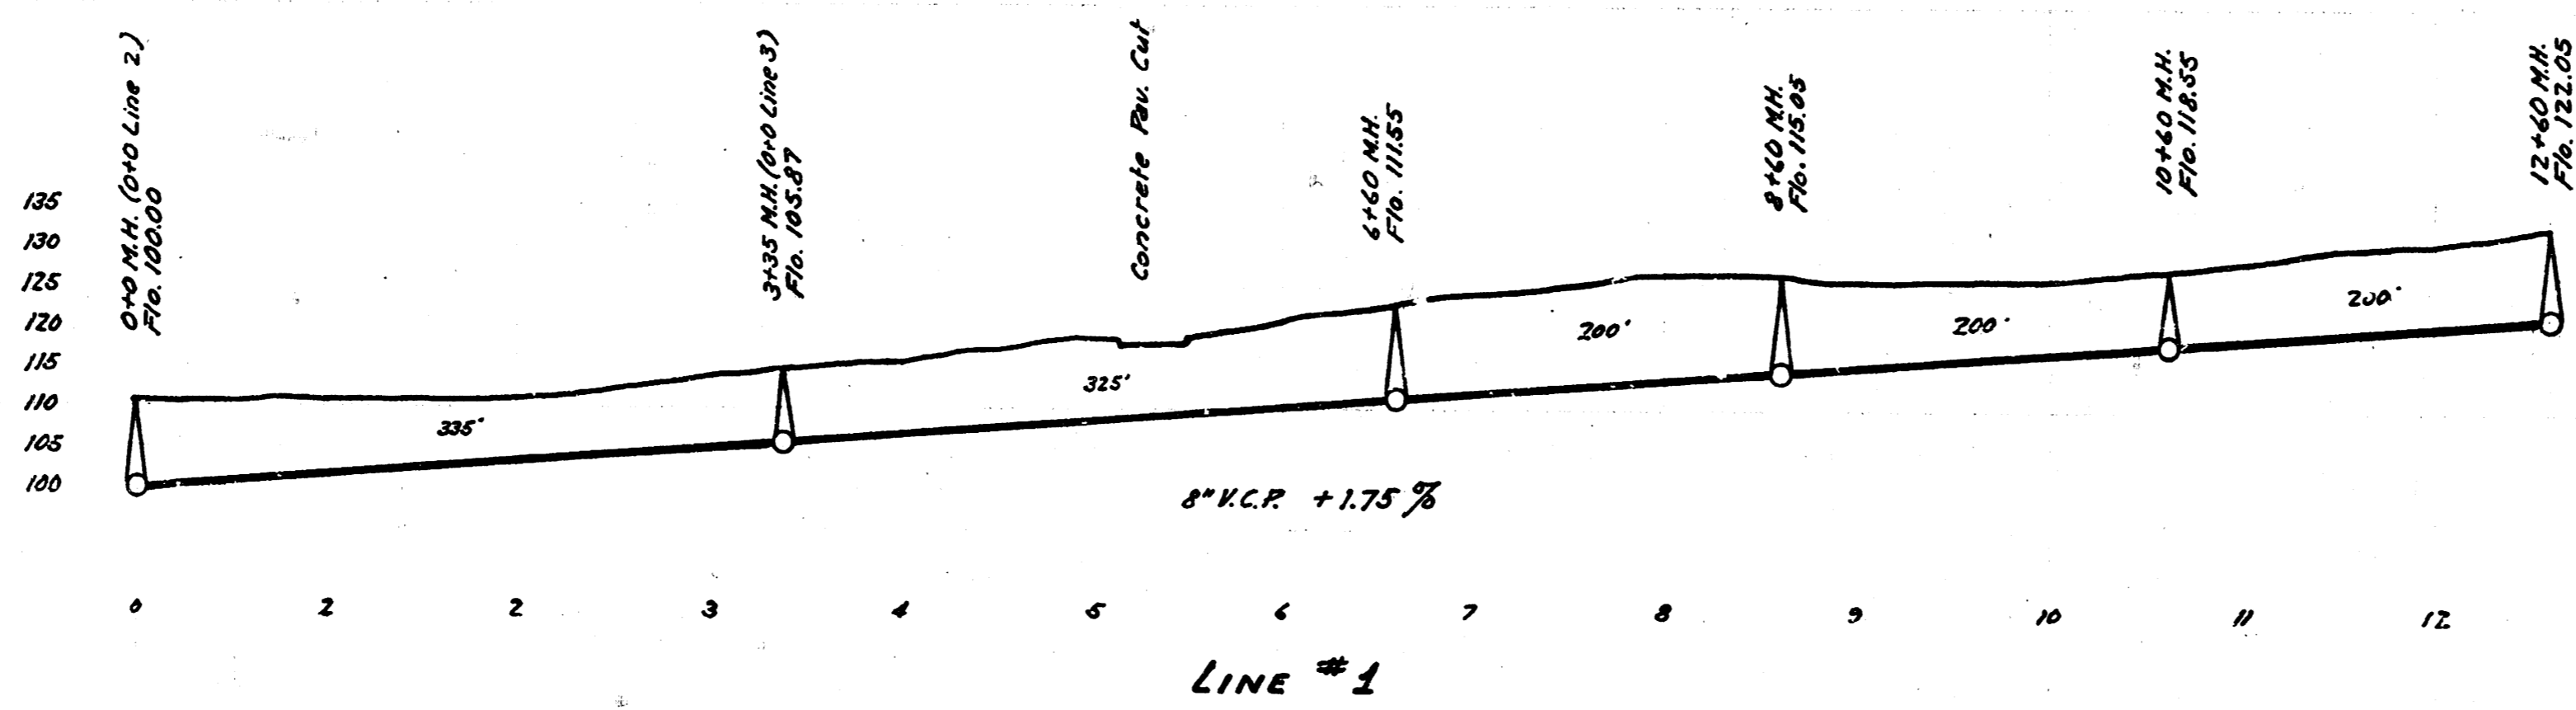 0+0 M.H. (0+0 Line 2)
Flo. 100.00
3+35 M.H. (0+0 Line 3)
Flo. 105.87
Concrete Pav. Cut
6+60 M.H.
Flo. 111.55
8+60 M.H.
Flo. 115.05
10+60 M.H.
Flo. 118.55
12+60 M.H.
Flo. 122.05
135
130
125
120
115
110
105
100
335'
325'
200'
200'
200'
8" V.C.P. +1.75 %
0 2 2 3 4 5 6 7 8 9 10 11 12
LINE #1